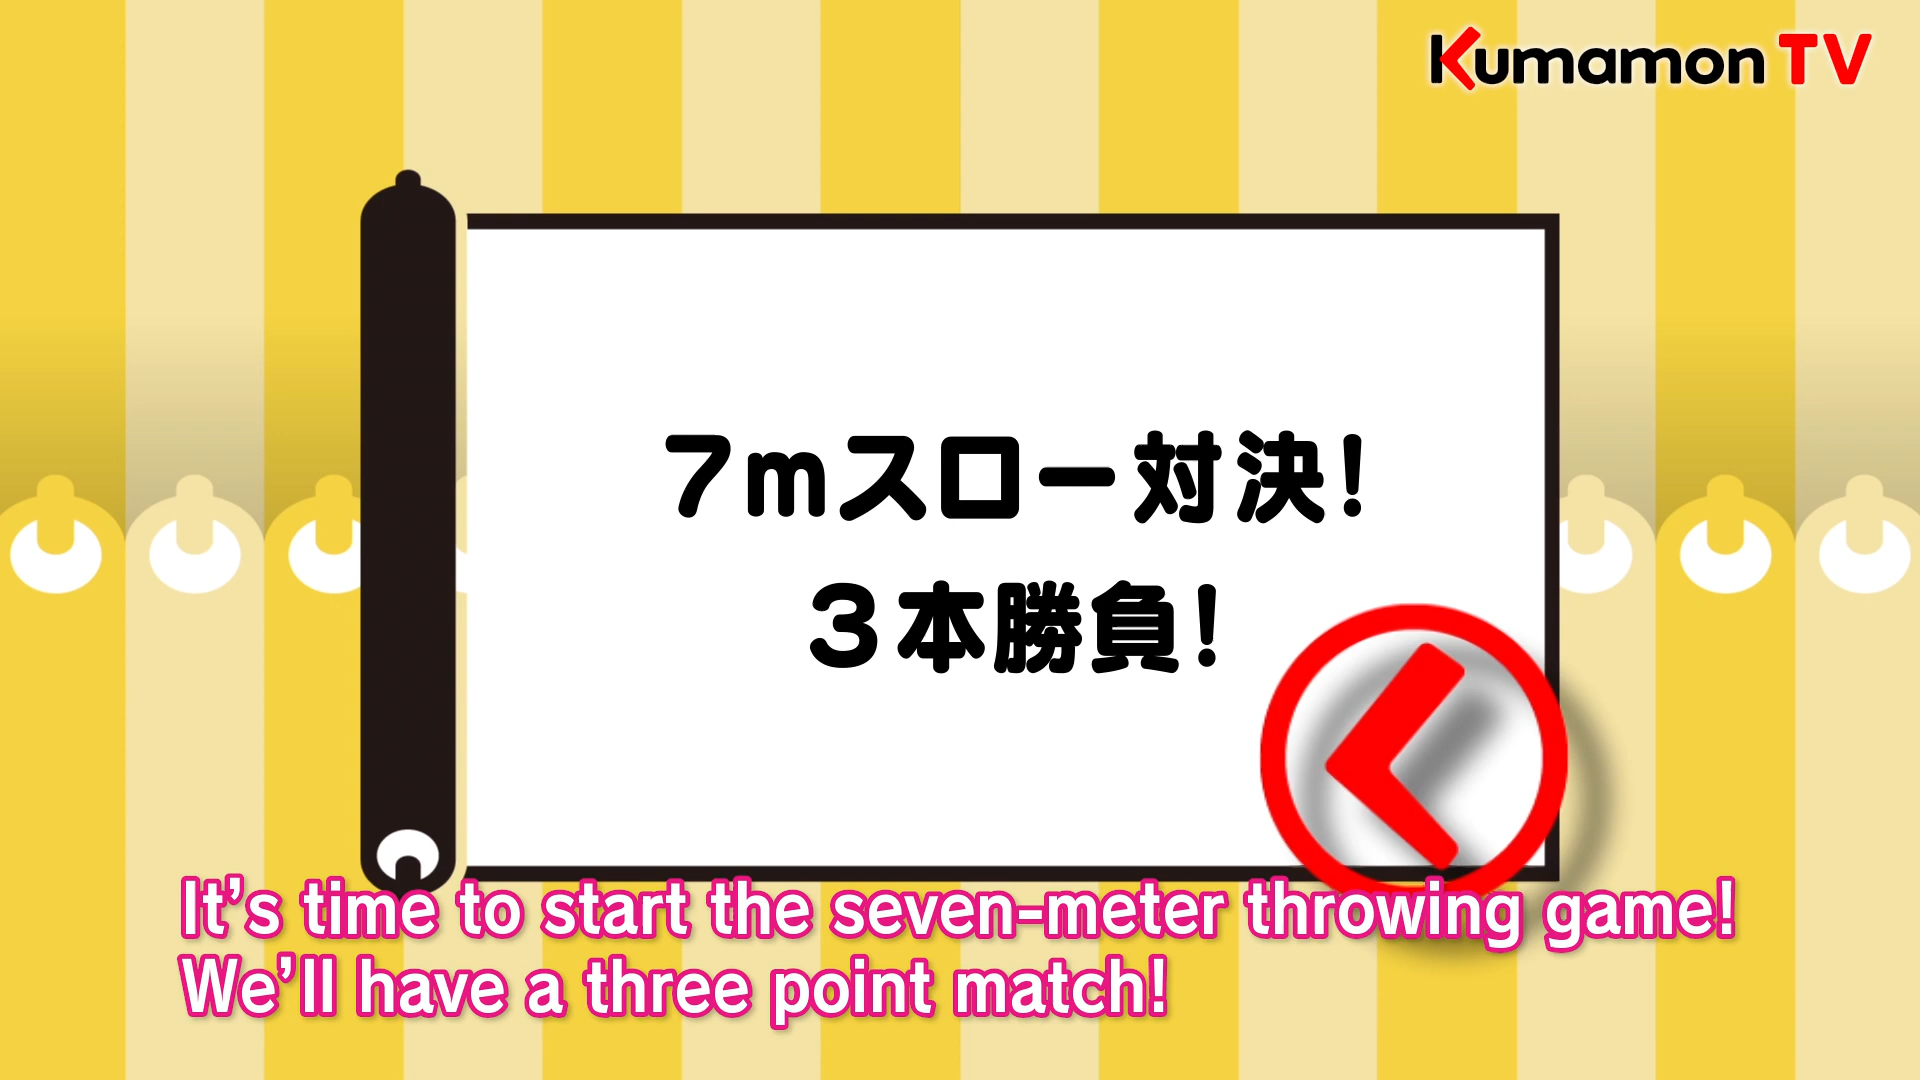 Kumamon TV
7mスロー対決!
3本勝負!
く
It's time to start the seven-meter throwing game!
We'll have a three point match!